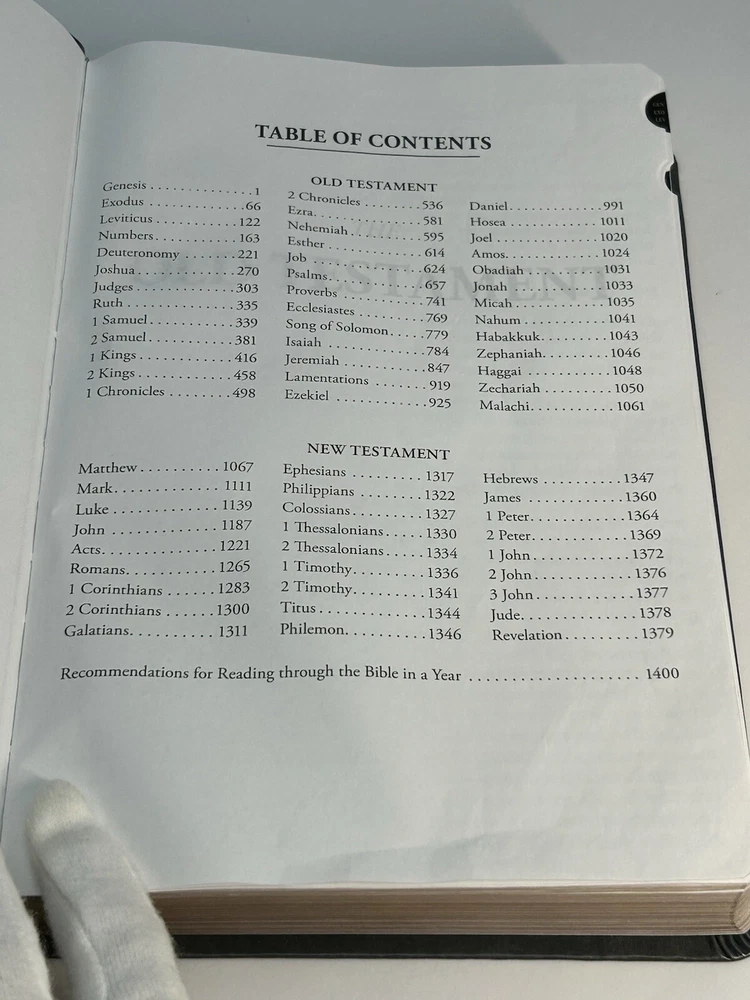 TABLE OF CONTENTS
OLD TESTAMENT
Genesis . . . . . . . . . . . . . 1
Exodus . . . . . . . . . . . . 66
Leviticus . . . . . . . . . . 122
Numbers. . . . . . . . . . 163
Deuteronomy . . . . . . . 221
Joshua . . . . . . . . . . . 270
Judges . . . . . . . . . . . 303
Ruth . . . . . . . . . . . . 335
1 Samuel. . . . . . . . . . 339
2 Samuel. . . . . . . . . . 381
1 Kings . . . . . . . . . . 416
2 Kings . . . . . . . . . . 458
1 Chronicles . . . . . . . 498
2 Chronicles . . . . . . . . 536
Ezra. . . . . . . . . . . . . 581
Nehemiah . . . . . . . . . 595
Esther . . . . . . . . . . . 614
Job . . . . . . . . . . . . . 624
Psalms. . . . . . . . . . . . 657
Proverbs . . . . . . . . . . 741
Ecclesiastes . . . . . . . . 769
Song of Solomon. . . . . 779
Isaiah . . . . . . . . . . . . 784
Jeremiah . . . . . . . . . . 847
Lamentations . . . . . . . 919
Ezekiel . . . . . . . . . . . 925
Daniel. . . . . . . . . . . . 991
Hosea . . . . . . . . . . . 1011
Joel . . . . . . . . . . . . 1020
Amos. . . . . . . . . . . . 1024
Obadiah . . . . . . . . . . 1031
Jonah . . . . . . . . . . . 1033
Micah . . . . . . . . . . . 1035
Nahum . . . . . . . . . . 1041
Habakkuk. . . . . . . . . 1043
Zephaniah. . . . . . . . . 1046
Haggai . . . . . . . . . . 1048
Zechariah . . . . . . . . . 1050
Malachi. . . . . . . . . . . 1061
NEW TESTAMENT
Matthew . . . . . . . . . . 1067
Mark. . . . . . . . . . . . . 1111
Luke . . . . . . . . . . . . 1139
John . . . . . . . . . . . . 1187
Acts. . . . . . . . . . . . . 1221
Romans. . . . . . . . . . . 1265
1 Corinthians . . . . . . 1283
2 Corinthians . . . . . . 1300
Galatians. . . . . . . . . . 1311
Ephesians . . . . . . . . . 1317
Philippians . . . . . . . . 1322
Colossians. . . . . . . . . 1327
1 Thessalonians. . . . . 1330
2 Thessalonians. . . . . 1334
1 Timothy. . . . . . . . . 1336
2 Timothy. . . . . . . . . 1341
Titus . . . . . . . . . . . . 1344
Philemon. . . . . . . . . . 1346
Hebrews . . . . . . . . . . 1347
James . . . . . . . . . . . 1360
1 Peter. . . . . . . . . . . 1364
2 Peter. . . . . . . . . . . 1369
1 John . . . . . . . . . . . 1372
2 John . . . . . . . . . . . 1376
3 John . . . . . . . . . . . 1377
Jude. . . . . . . . . . . . . 1378
Revelation . . . . . . . . . 1379
Recommendations for Reading through the Bible in a Year . . . . . . . . . . . . . . . . . . . . 1400